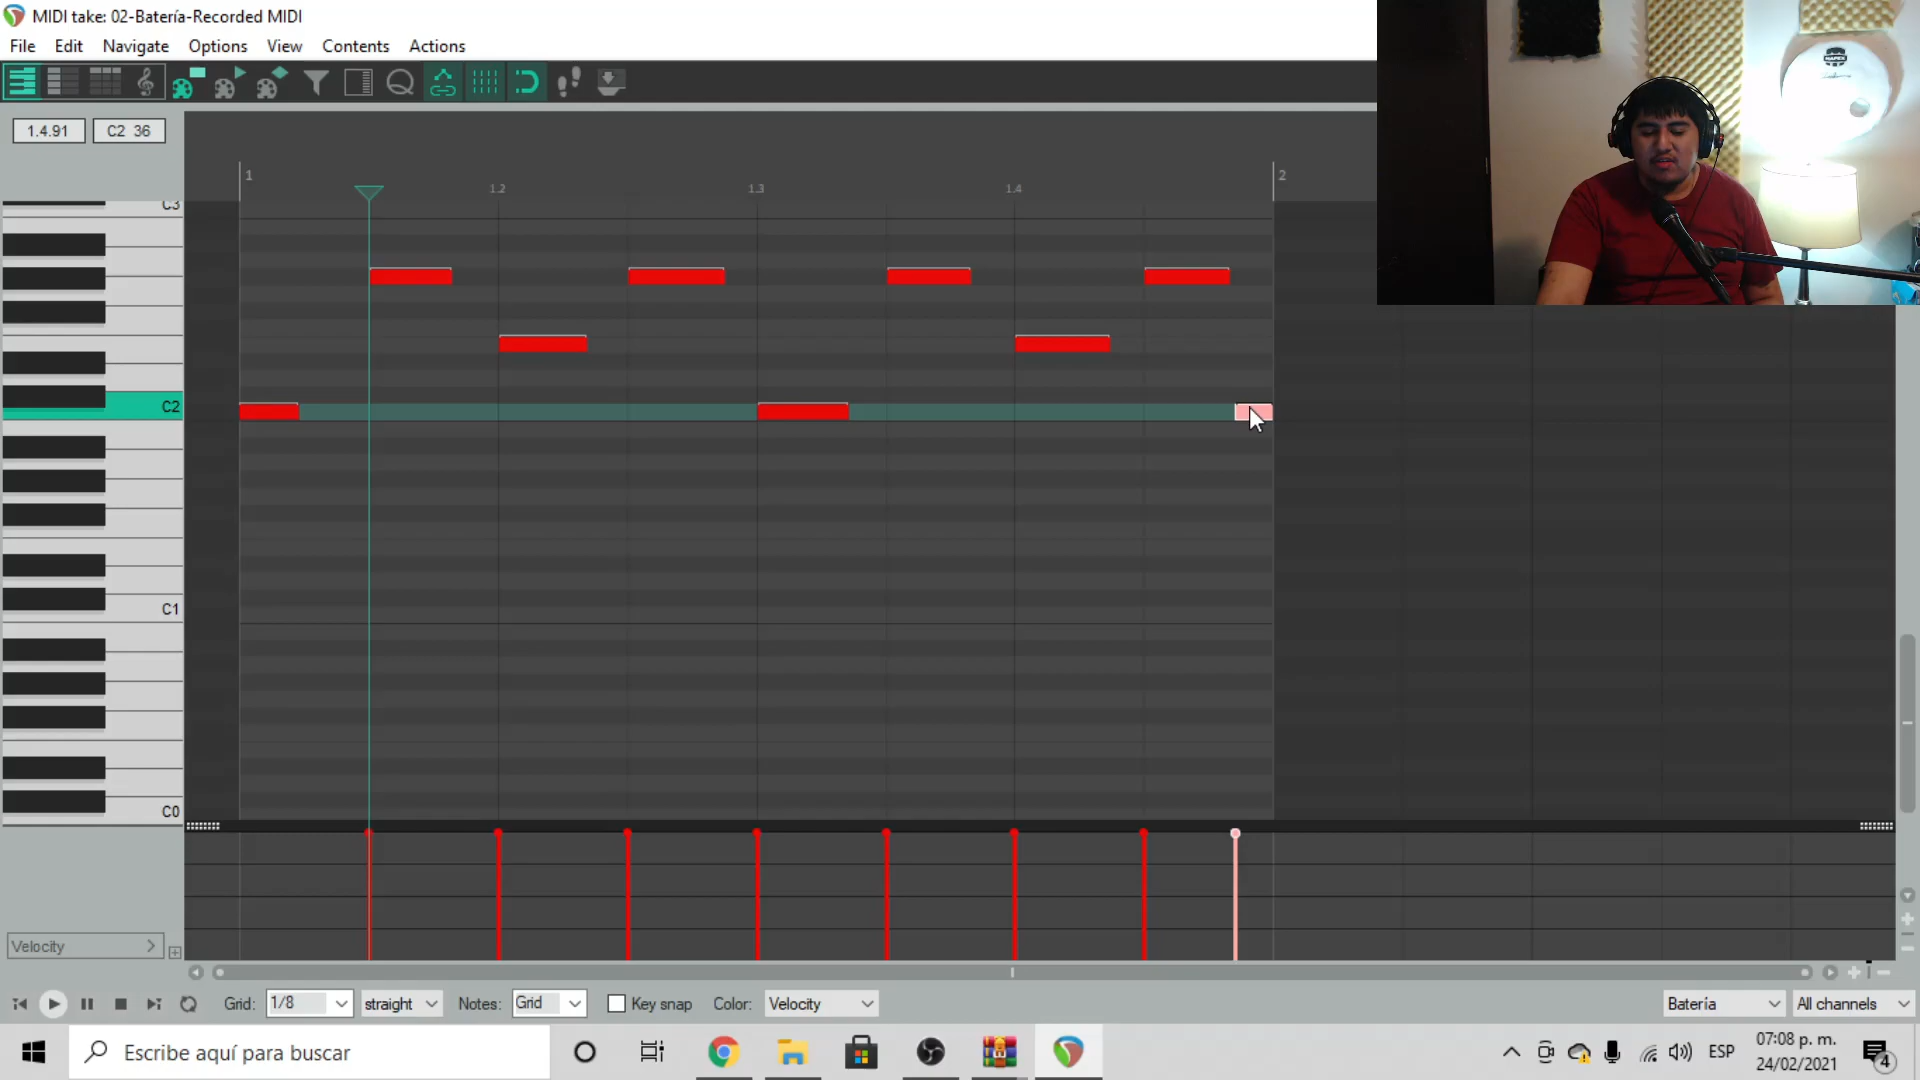 MIDI take: 02-Batería-Recorded MIDI
File Edit Navigate Options View Contents Actions
1.4.91 C2 36
1 1.2 1.3 1.4 2
C3
C2
C1
C0
Velocity
Grid: 1/8 straight Notes: Grid Key snap Color: Velocity Batería All channels
Escribe aquí para buscar
ESP
07:08 p. m.
24/02/2021
4